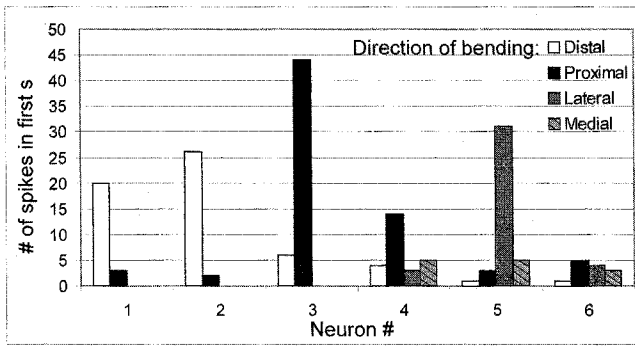 50
45
40
35
30
25
20
15
10
5
0
# of spikes in first s
Direction of bending:
Distal
Proximal
Lateral
Medial
1 2 3 4 5 6
Neuron #